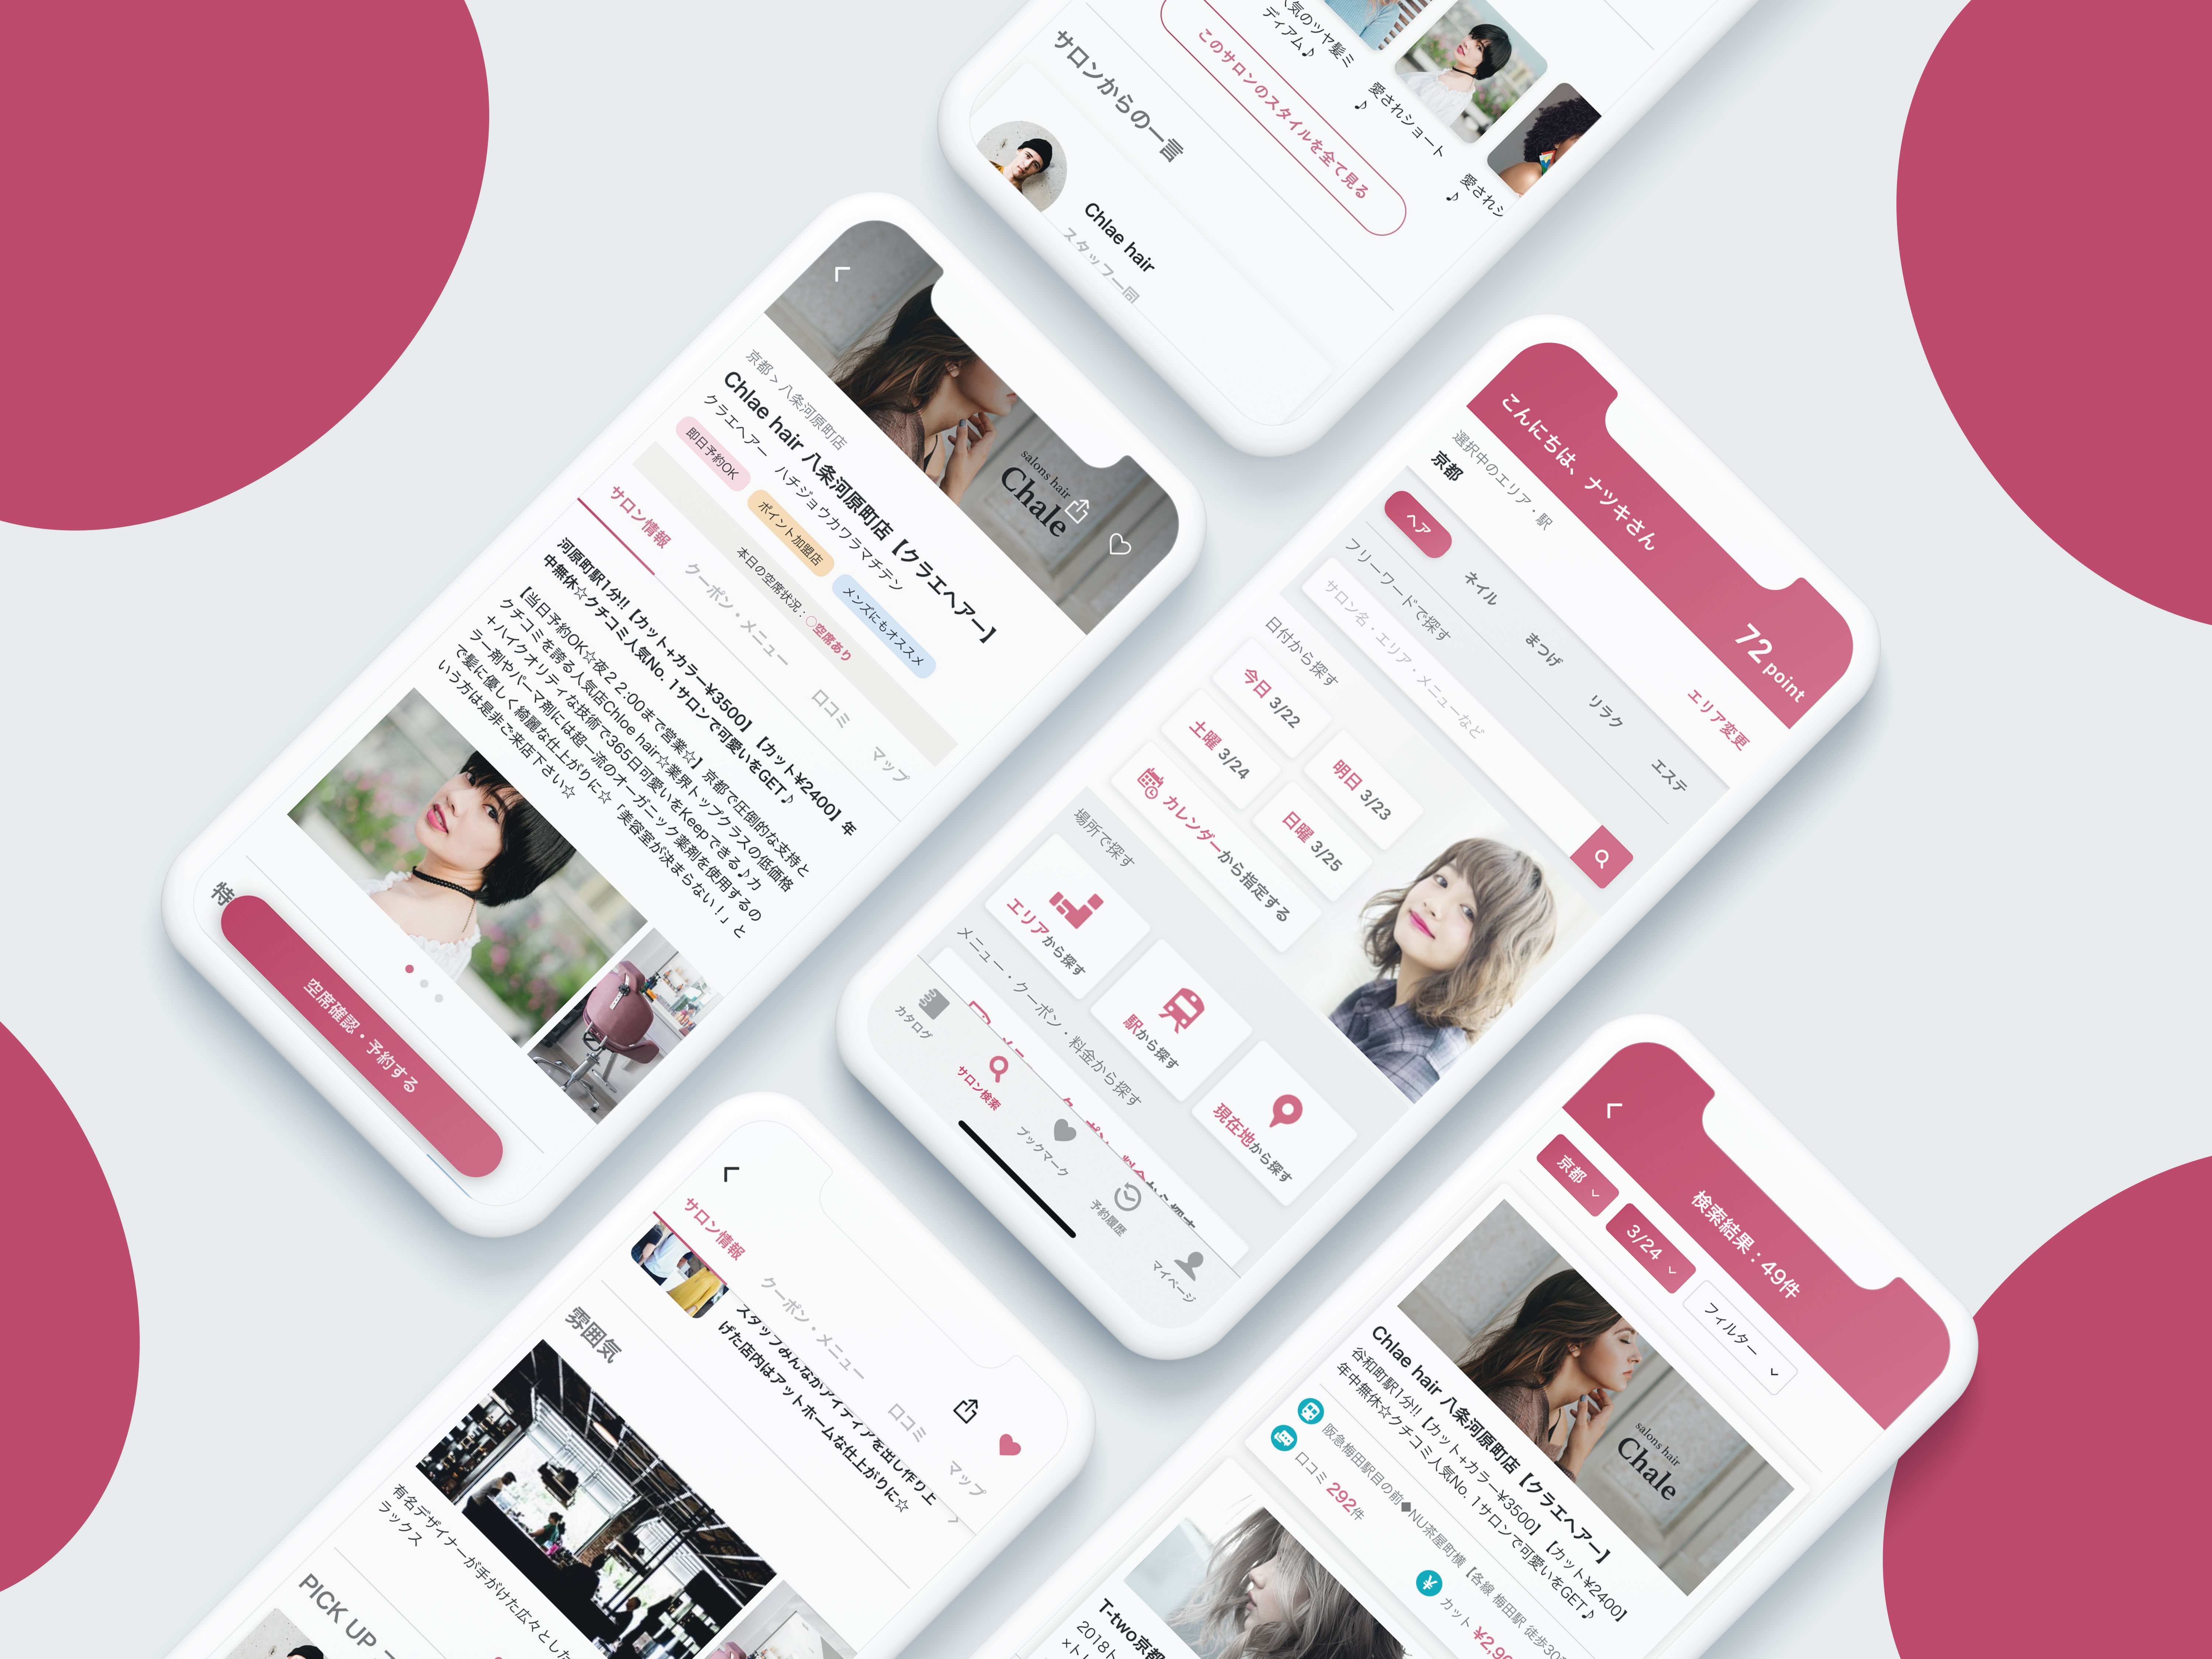 人気のツヤ髪ミ
ディアム♪
愛されショート
♪
愛されシ
♪
このサロンのスタイルを全て見る
サロンからの一言
Chlae hair
スタッフ一同
salons hair
Chale
京都 > 八条河原町店
Chlae hair 八条河原町店【クラエヘアー】
クラエヘアー ハチジョウカワラマチテン
即日予約OK
ポイント加盟店
メンズにもオススメ
本日の空席状況：〇空席あり
サロン情報
クーポン・メニュー
口コミ
マップ
河原町駅1分!!【カット+カラー¥3500】【カット¥2400】年
中無休☆クチコミ人気No. 1サロンで可愛いをGET♪
【当日予約OK☆夜２２:00まで営業☆】京都で圧倒的な支持と
クチコミを誇る人気店Chloe hair☆業界トップクラスの低価格
＋ハイクオリティな技術で365日可愛いをKeepできる♪カ
ラー剤やパーマ剤には超一流のオーガニック薬剤を使用するの
で髪に優しく綺麗な仕上がりに☆「美容室が決まらない！」と
いう方は是非ご来店下さい☆
特
空席確認・予約する
こんにちは、ナツキさん
72 point
選択中のエリア・駅
京都
エリア変更
ヘア
ネイル
まつげ
リラク
エステ
フリーワードで探す
サロン名・エリア・メニューなど
日付から探す
今日 3/22
明日 3/23
土曜 3/24
日曜 3/25
カレンダーから指定する
場所で探す
エリアから探す
駅から探す
現在地から探す
メニュー・クーポン・料金から探す
カタログ
サロン検索
ブックマーク
予約履歴
マイページ
サロン情報
クーポン・メニュー
口コミ
マップ
スタッフみんながアイディアを出し作り上
げた店内はアットホームな仕上がりに☆
雰囲気
有名デザイナーが手がけた広々とした
ラックス
PICK UP
検索結果：49件
京都
3/24
フィルター
salons hair
Chale
Chlae hair 八条河原町店【クラエヘアー】
谷和町駅1分!!【カット+カラー¥3500】【カット¥2400】
年中無休☆クチコミ人気No. 1サロンで可愛いをGET♪
阪急梅田駅目の前◆NU茶屋町横【各線 梅田駅 徒歩30
口コミ 292件
カット ¥2,90
T-two京都
2018ト
×トレ